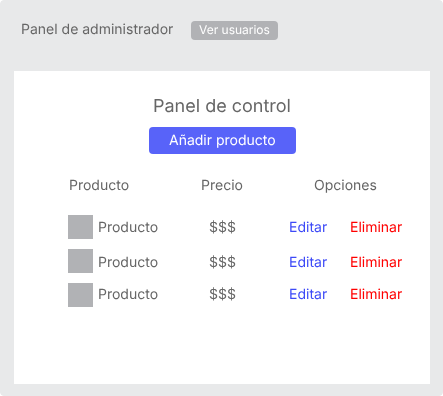 Panel de administrador Ver usuarios
Panel de control
Añadir producto
Producto Precio Opciones
Producto $$$ Editar Eliminar
Producto $$$ Editar Eliminar
Producto $$$ Editar Eliminar